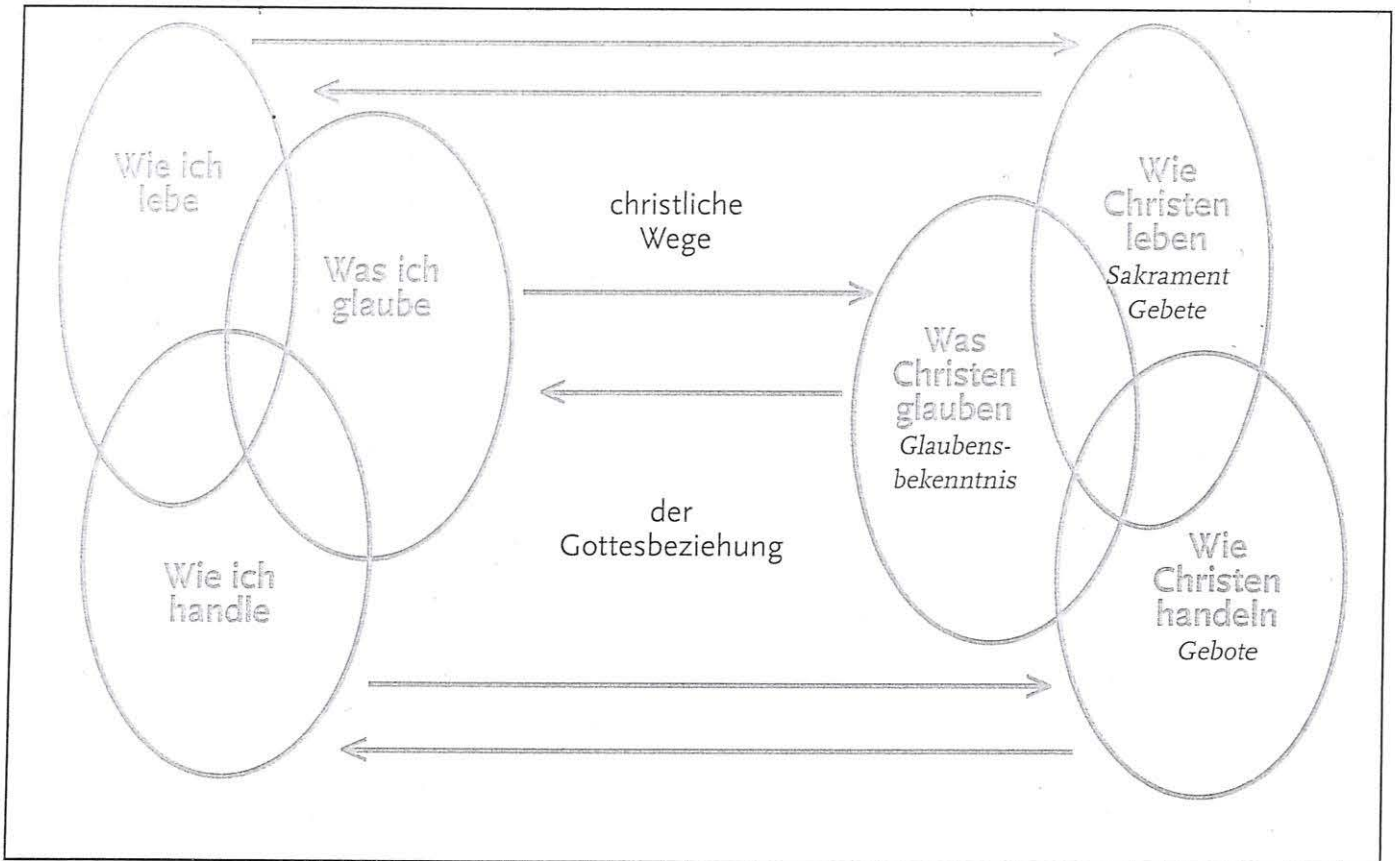 Wie ich
lebe
Was ich
glaube
Wie ich
handle
christliche
Wege
der
Gottesbeziehung
Wie
Christen
leben
Sakrament
Gebete
Was
Christen
glauben
Glaubens-
bekenntnis
Wie
Christen
handeln
Gebote